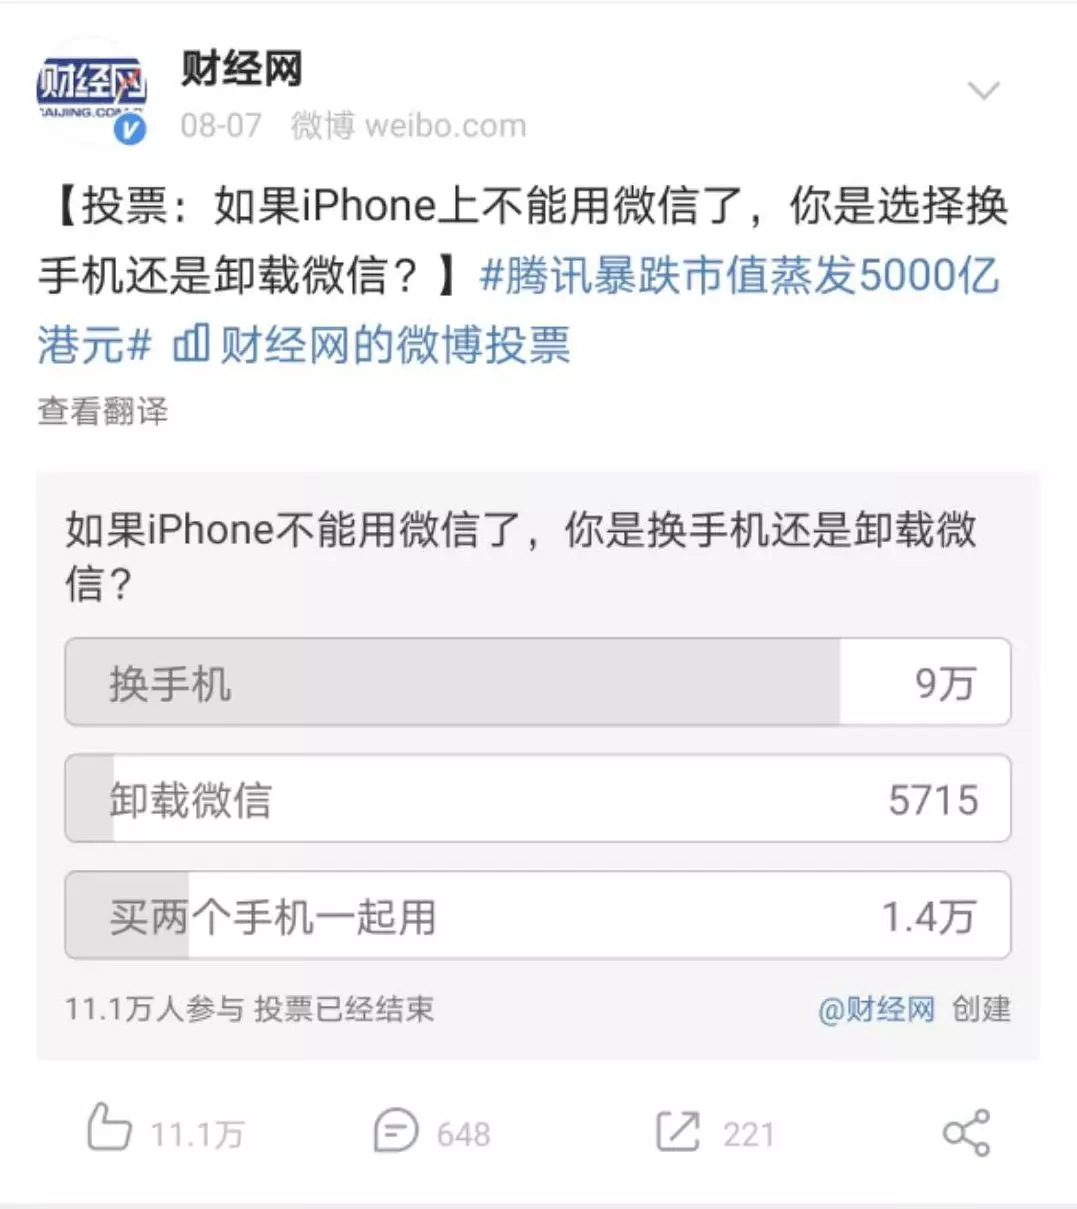 财经网
AIJING.COM
财经网
08-07 微博 weibo.com
【投票：如果iPhone上不能用微信了，你是选择换
手机还是卸载微信？】#腾讯暴跌市值蒸发5000亿
港元# 财经网的微博投票
查看翻译
如果iPhone不能用微信了，你是换手机还是卸载微
信？
换手机 9万
卸载微信 5715
买两个手机一起用 1.4万
11.1万人参与 投票已经结束 @财经网 创建
11.1万 648 221